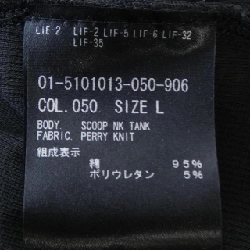 LIF 2 LIF-2 LIF-5 LIF-6 LIF-32
LIF-35
01-5101013-050-906
COL.050 SIZE L
BODY. SCOOP NK TANK
FABRIC. PERRY KNIT
組成表示
綿 95%
ポリウレタン 5%